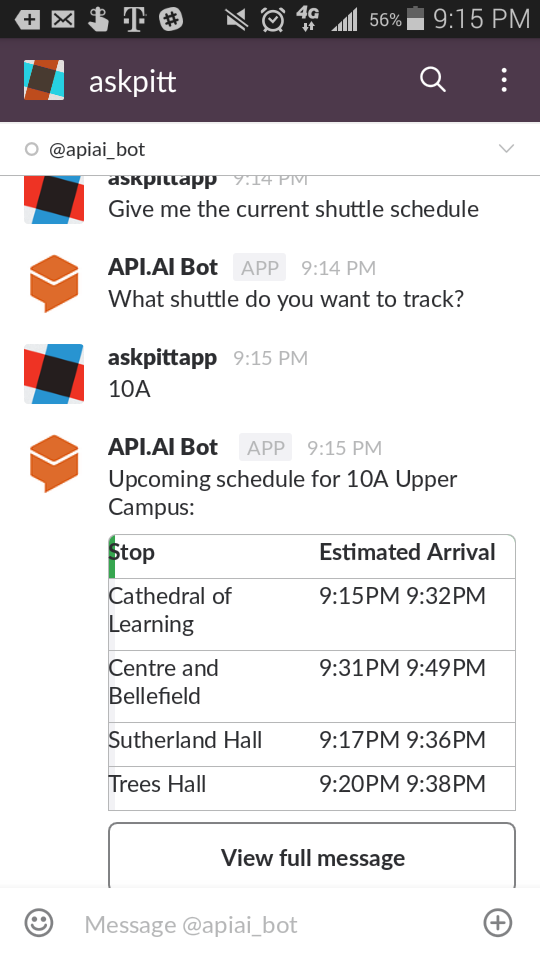 4G 56% 9:15 PM
askpitt
@apiai_bot
askpittapp 9:14 PM
Give me the current shuttle schedule
API.AI Bot APP 9:14 PM
What shuttle do you want to track?
askpittapp 9:15 PM
10A
API.AI Bot APP 9:15 PM
Upcoming schedule for 10A Upper
Campus:
Stop Estimated Arrival
Cathedral of 9:15PM 9:32PM
Learning
Centre and 9:31PM 9:49PM
Bellefield
Sutherland Hall 9:17PM 9:36PM
Trees Hall 9:20PM 9:38PM
View full message
Message @apiai_bot